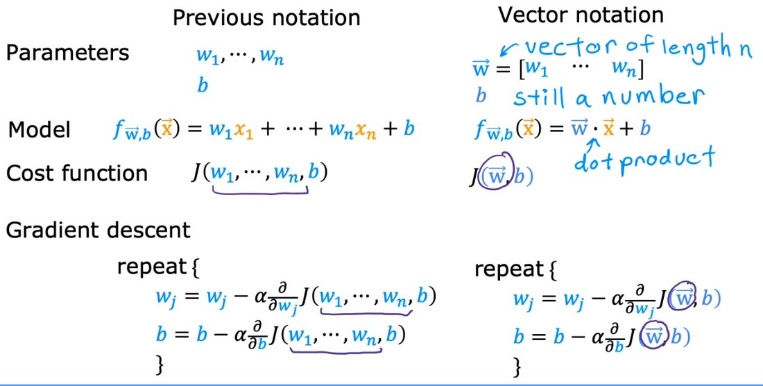 Previous notation Vector notation
Parameters w₁, ⋯, wₙ vector of length n
w⃗ = [w₁ ⋯ wₙ]
b b still a number
Model f_w⃗,b(x⃗) = w₁x₁ + ⋯ + wₙxₙ + b f_w⃗,b(x⃗) = w⃗ · x⃗ + b
dot product
Cost function J(w₁, ⋯, wₙ, b) J(w⃗, b)
Gradient descent
repeat { repeat {
wⱼ = wⱼ − α ∂/∂wⱼ J(w₁, ⋯, wₙ, b) wⱼ = wⱼ − α ∂/∂wⱼ J(w⃗, b)
b = b − α ∂/∂b J(w₁, ⋯, wₙ, b) b = b − α ∂/∂b J(w⃗, b)
} }